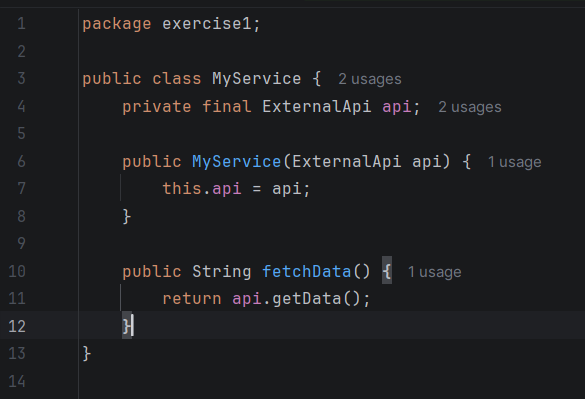 1 package exercise1;
2
3 public class MyService { 2 usages
4 private final ExternalApi api; 2 usages
5
6 public MyService(ExternalApi api) { 1 usage
7 this.api = api;
8 }
9
10 public String fetchData() { 1 usage
11 return api.getData();
12 }
13 }
14